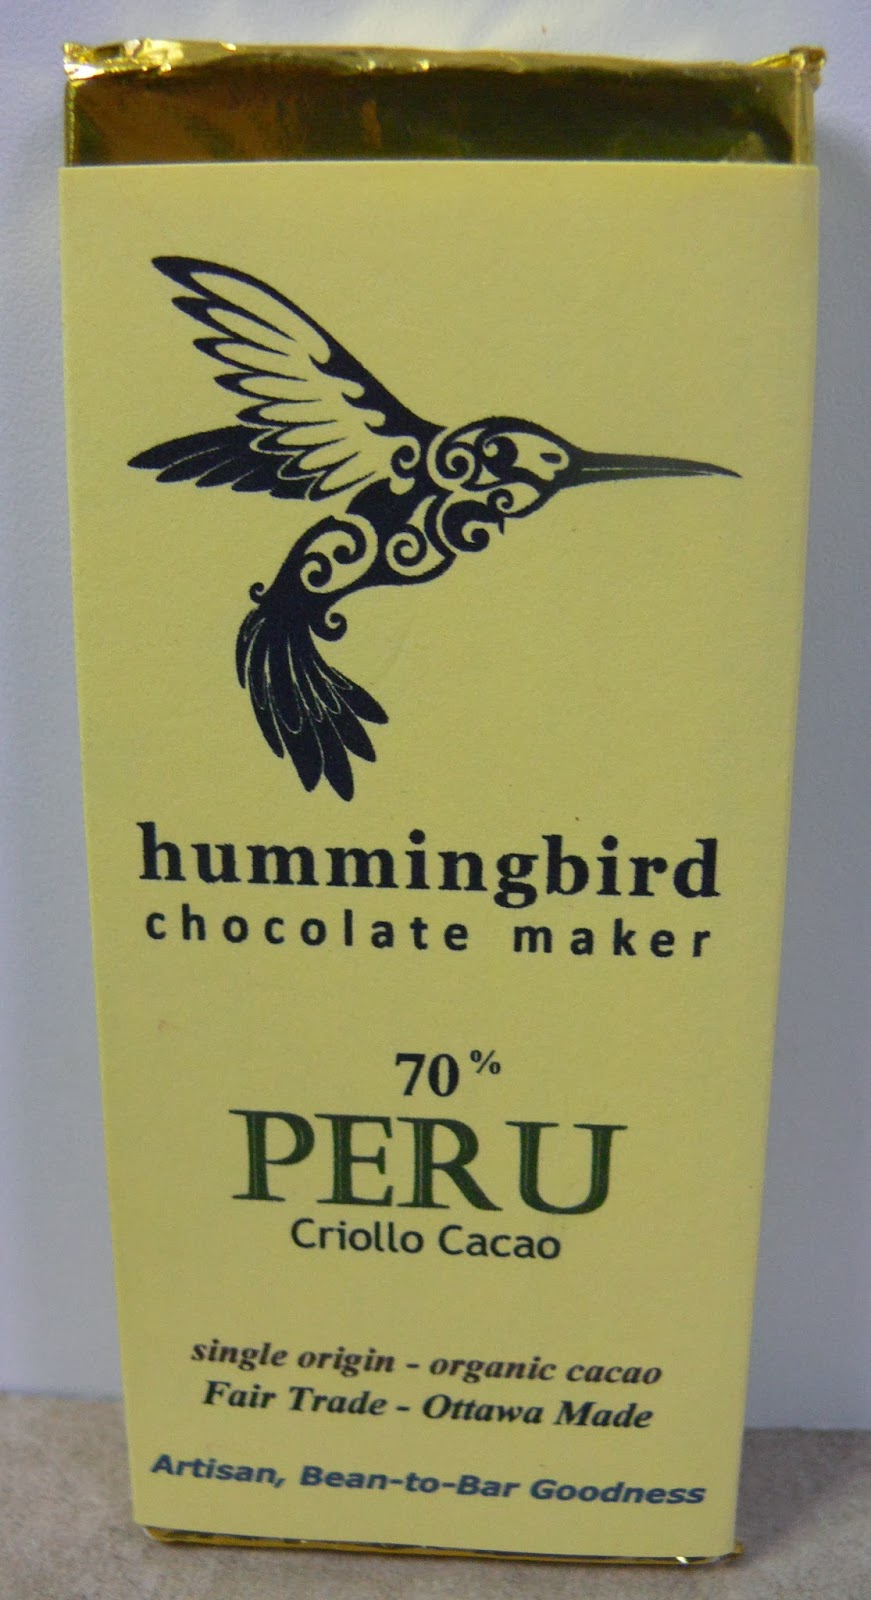 hummingbird
chocolate maker
70%
PERU
Criollo Cacao
single origin - organic cacao
Fair Trade - Ottawa Made
Artisan, Bean-to-Bar Goodness